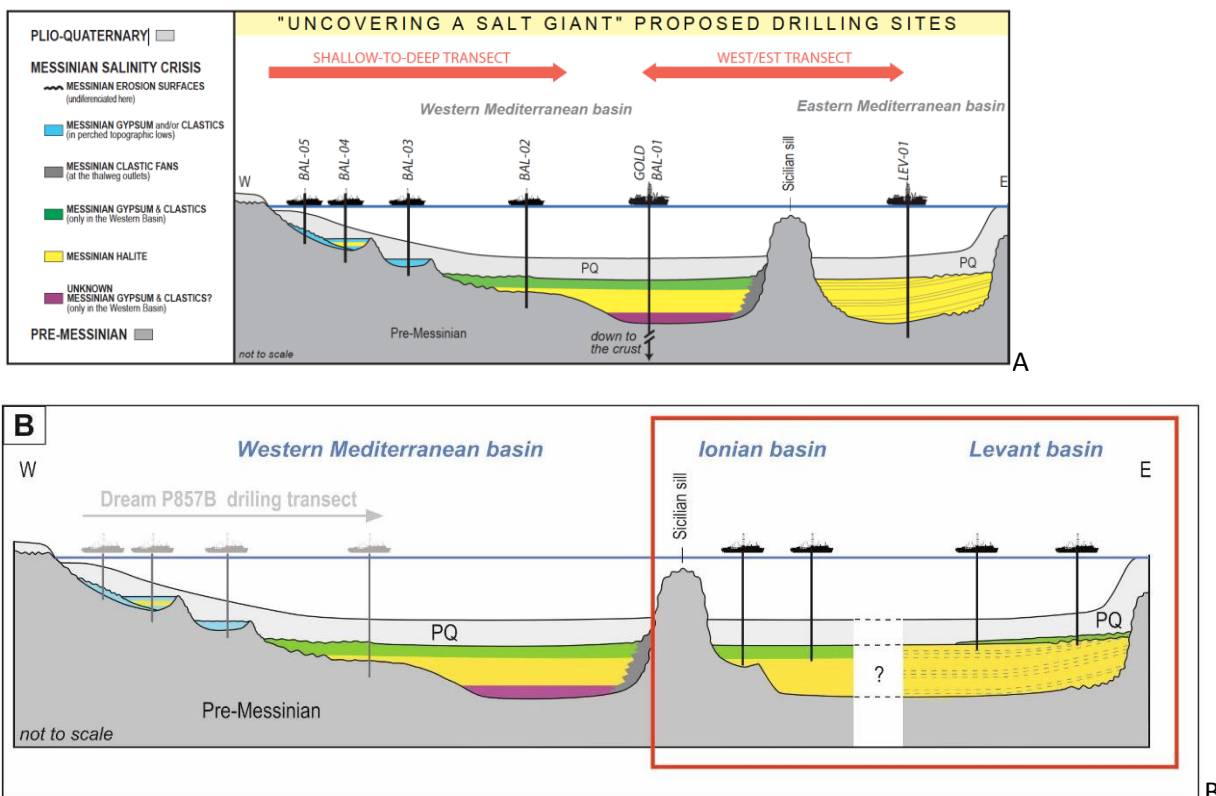 "UNCOVERING A SALT GIANT" PROPOSED DRILLING SITES
PLIO-QUATERNARY
MESSINIAN SALINITY CRISIS
MESSINIAN EROSION SURFACES
(undiferenciated here)
MESSINIAN GYPSUM and/or CLASTICS
(in perched topographic lows)
MESSINIAN CLASTIC FANS
(at the thalweg outlets)
MESSINIAN GYPSUM & CLASTICS
(only in the Western Basin)
MESSINIAN HALITE
UNKNOWN
MESSINIAN GYPSUM & CLASTICS?
(only in the Western Basin)
PRE-MESSINIAN
SHALLOW-TO-DEEP TRANSECT
WEST/EST TRANSECT
Western Mediterranean basin
Eastern Mediterranean basin
W
BAL-05
BAL-04
BAL-03
BAL-02
GOLD
BAL-01
Sicilian sill
LEV-01
E
PQ
PQ
Pre-Messinian
down to
the crust
not to scale
A
B
Western Mediterranean basin
Ionian basin
Levant basin
W
E
Dream P857B driling transect
Sicilian sill
PQ
PQ
?
Pre-Messinian
not to scale
B